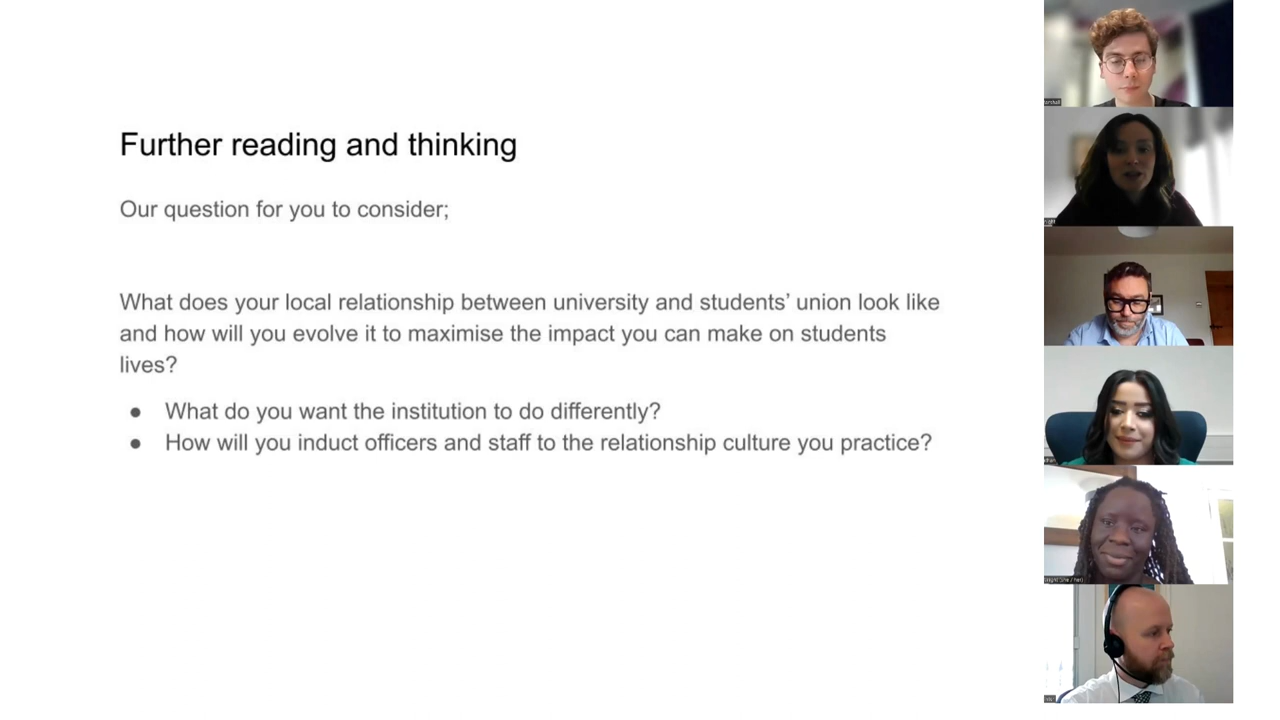 Further reading and thinking
Our question for you to consider;
What does your local relationship between university and students’ union look like
and how will you evolve it to maximise the impact you can make on students
lives?
● What do you want the institution to do differently?
● How will you induct officers and staff to the relationship culture you practice?
(she / her)